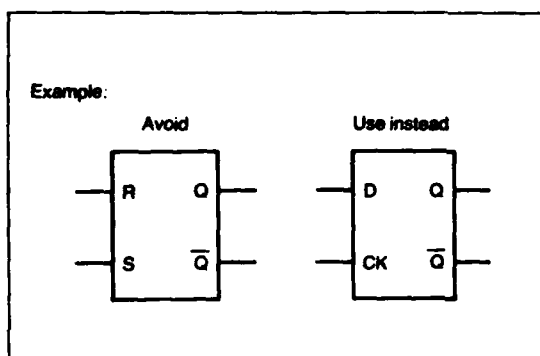 Example:
Avoid Use instead
R Q D Q
S Q̅ CK Q̅